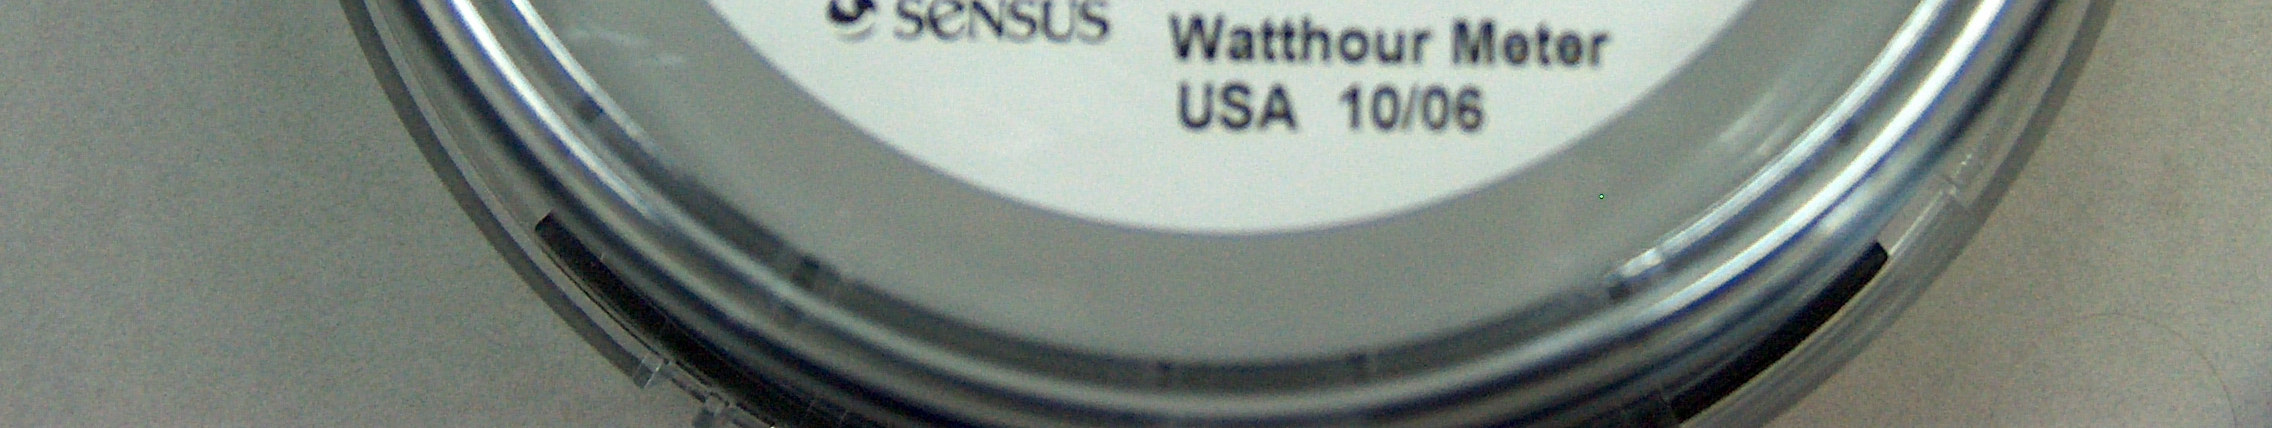 SENSUS
Watthour Meter
USA 10/06